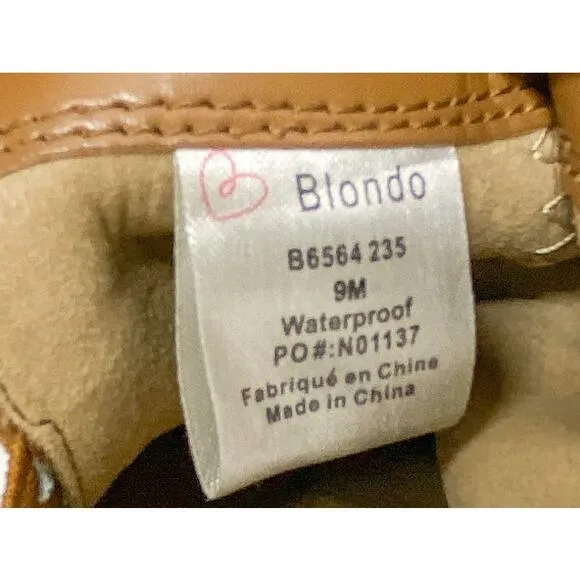 Blondo
B6564 235
9M
Waterproof
PO#:N01137
Fabriqué en Chine
Made in China